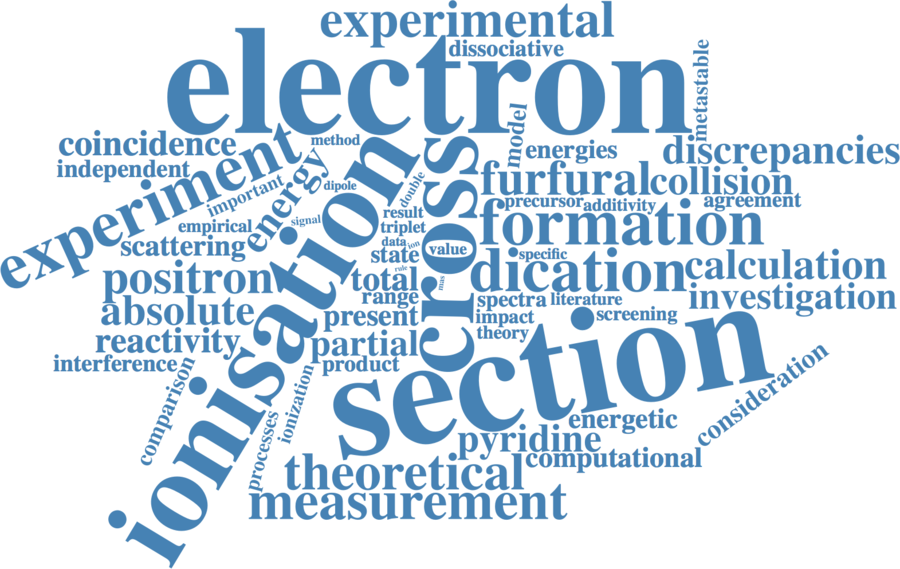 experimental
electron
dissociative
metastable
model
coincidence
method
energies
discrepancies
independent
experiment
important
energy
dipole
double
furfural
collision
precursor
additivity
agreement
empirical
signal
result
triplet
formation
scattering
data
ion
value
state
specific
positron
total
rule
dication
calculation
absolute
range
mass
cross
spectra
literature
investigation
present
impact
screening
reactivity
theory
partial
interference
product
section
ionisation
comparison
ionization
processes
consideration
energetic
pyridine
computational
theoretical
measurement